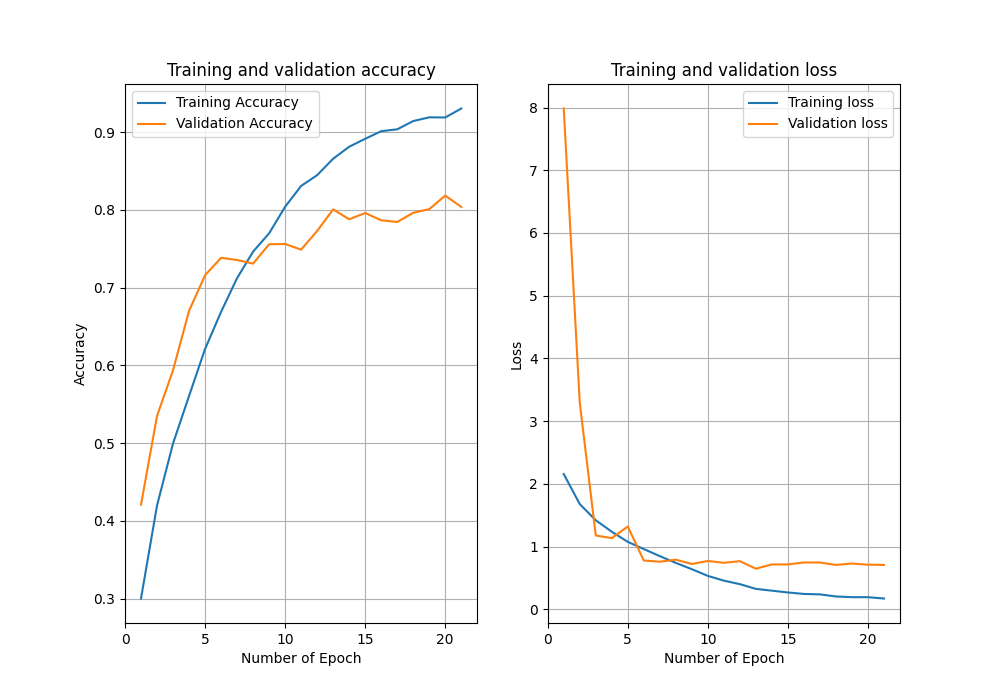 Training and validation accuracy
Training Accuracy
Validation Accuracy
0.9
0.8
0.7
0.6
0.5
0.4
0.3
Accuracy
0 5 10 15 20
Number of Epoch
Training and validation loss
Training loss
Validation loss
8
7
6
5
4
3
2
1
0
Loss
0 5 10 15 20
Number of Epoch